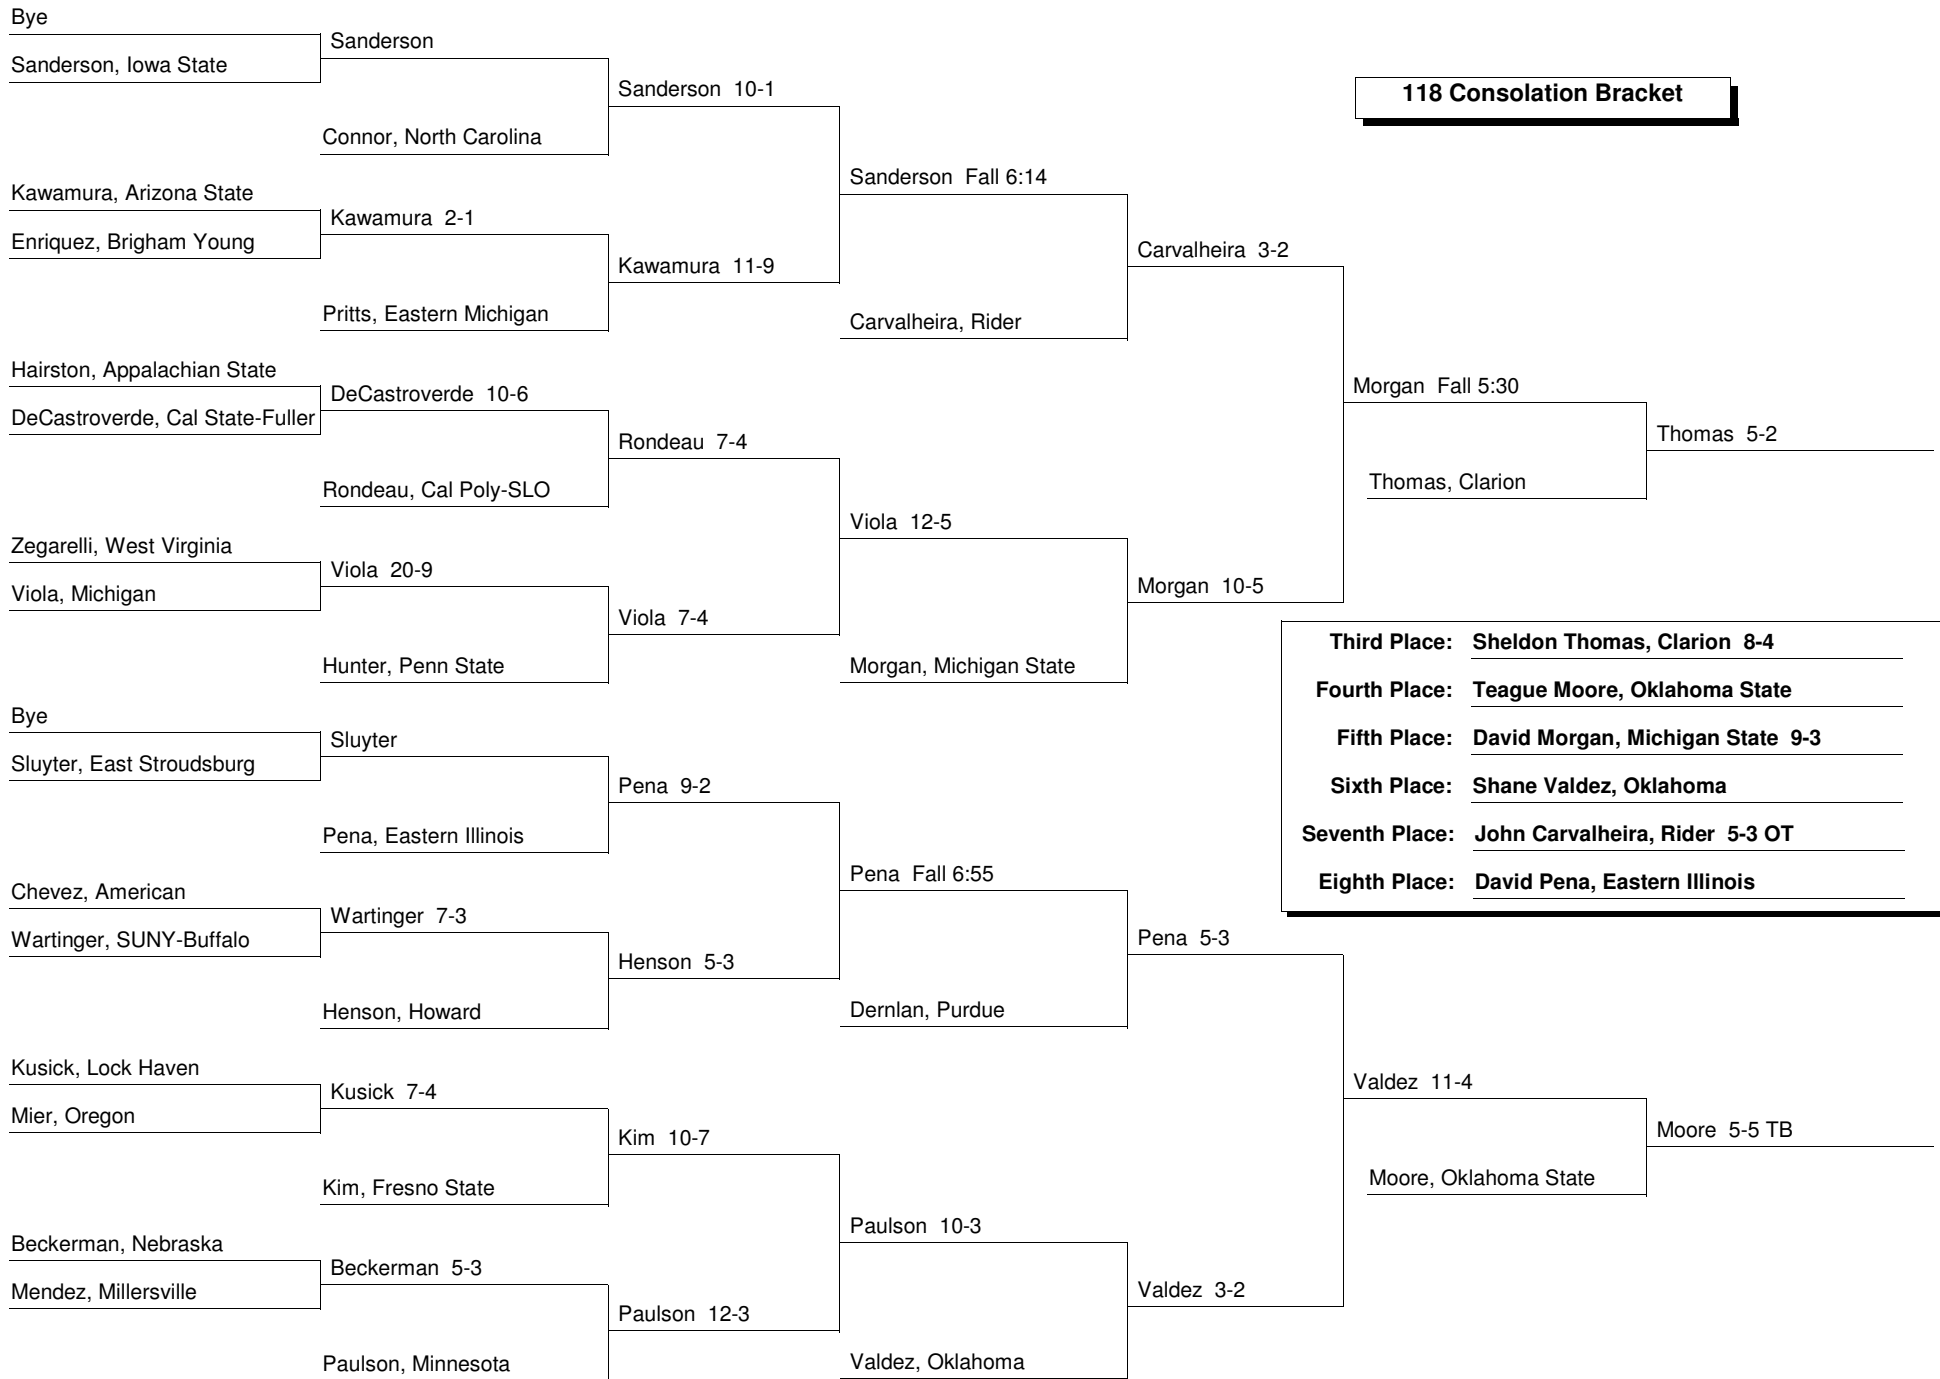 Bye
Sanderson, Iowa State
Kawamura, Arizona State
Enriquez, Brigham Young
Hairston, Appalachian State
DeCastroverde, Cal State-Fuller
Zegarelli, West Virginia
Viola, Michigan
Bye
Sluyter, East Stroudsburg
Chevez, American
Wartinger, SUNY-Buffalo
Kusick, Lock Haven
Mier, Oregon
Beckerman, Nebraska
Mendez, Millersville
Sanderson
Connor, North Carolina
Kawamura 2-1
Pritts, Eastern Michigan
DeCastroverde 10-6
Rondeau, Cal Poly-SLO
Viola 20-9
Hunter, Penn State
Sluyter
Pena, Eastern Illinois
Wartinger 7-3
Henson, Howard
Kusick 7-4
Kim, Fresno State
Beckerman 5-3
Paulson, Minnesota
Sanderson 10-1
Kawamura 11-9
Rondeau 7-4
Viola 7-4
Pena 9-2
Henson 5-3
Kim 10-7
Paulson 12-3
Sanderson Fall 6:14
Carvalheira, Rider
Viola 12-5
Morgan, Michigan State
Pena Fall 6:55
Dernlan, Purdue
Paulson 10-3
Valdez, Oklahoma
Carvalheira 3-2
Morgan 10-5
Pena 5-3
Valdez 3-2
118 Consolation Bracket
Morgan Fall 5:30
Thomas, Clarion
Thomas 5-2
Third Place: Sheldon Thomas, Clarion 8-4
Fourth Place: Teague Moore, Oklahoma State
Fifth Place: David Morgan, Michigan State 9-3
Sixth Place: Shane Valdez, Oklahoma
Seventh Place: John Carvalheira, Rider 5-3 OT
Eighth Place: David Pena, Eastern Illinois
Valdez 11-4
Moore, Oklahoma State
Moore 5-5 TB